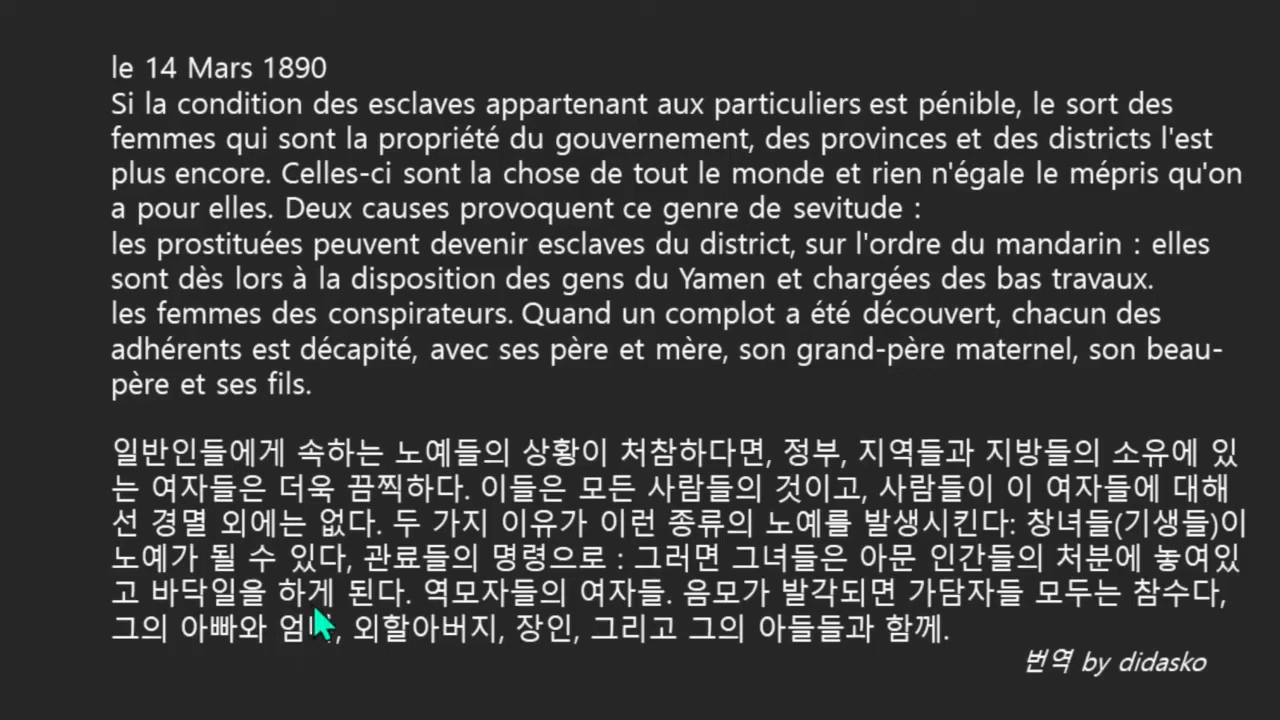 le 14 Mars 1890
Si la condition des esclaves appartenant aux particuliers est pénible, le sort des
femmes qui sont la propriété du gouvernement, des provinces et des districts l'est
plus encore. Celles-ci sont la chose de tout le monde et rien n'égale le mépris qu'on
a pour elles. Deux causes provoquent ce genre de sevitude :
les prostituées peuvent devenir esclaves du district, sur l'ordre du mandarin : elles
sont dès lors à la disposition des gens du Yamen et chargées des bas travaux.
les femmes des conspirateurs. Quand un complot a été découvert, chacun des
adhérents est décapité, avec ses père et mère, son grand-père maternel, son beau-
père et ses fils.
일반인들에게 속하는 노예들의 상황이 처참하다면, 정부, 지역들과 지방들의 소유에 있
는 여자들은 더욱 끔찍하다. 이들은 모든 사람들의 것이고, 사람들이 이 여자들에 대해
선 경멸 외에는 없다. 두 가지 이유가 이런 종류의 노예를 발생시킨다: 창녀들(기생들)이
노예가 될 수 있다, 관료들의 명령으로 : 그러면 그녀들은 아문 인간들의 처분에 놓여있
고 바닥일을 하게 된다. 역모자들의 여자들. 음모가 발각되면 가담자들 모두는 참수다,
그의 아빠와 외할아버지, 장인, 그리고 그의 아들들과 함께.
번역 by didasko